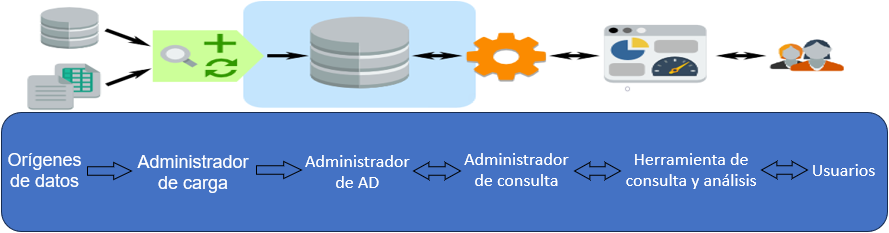 Orígenes
de datos
Administrador
de carga
Administrador
de AD
Administrador
de consulta
Herramienta de
consulta y análisis
Usuarios